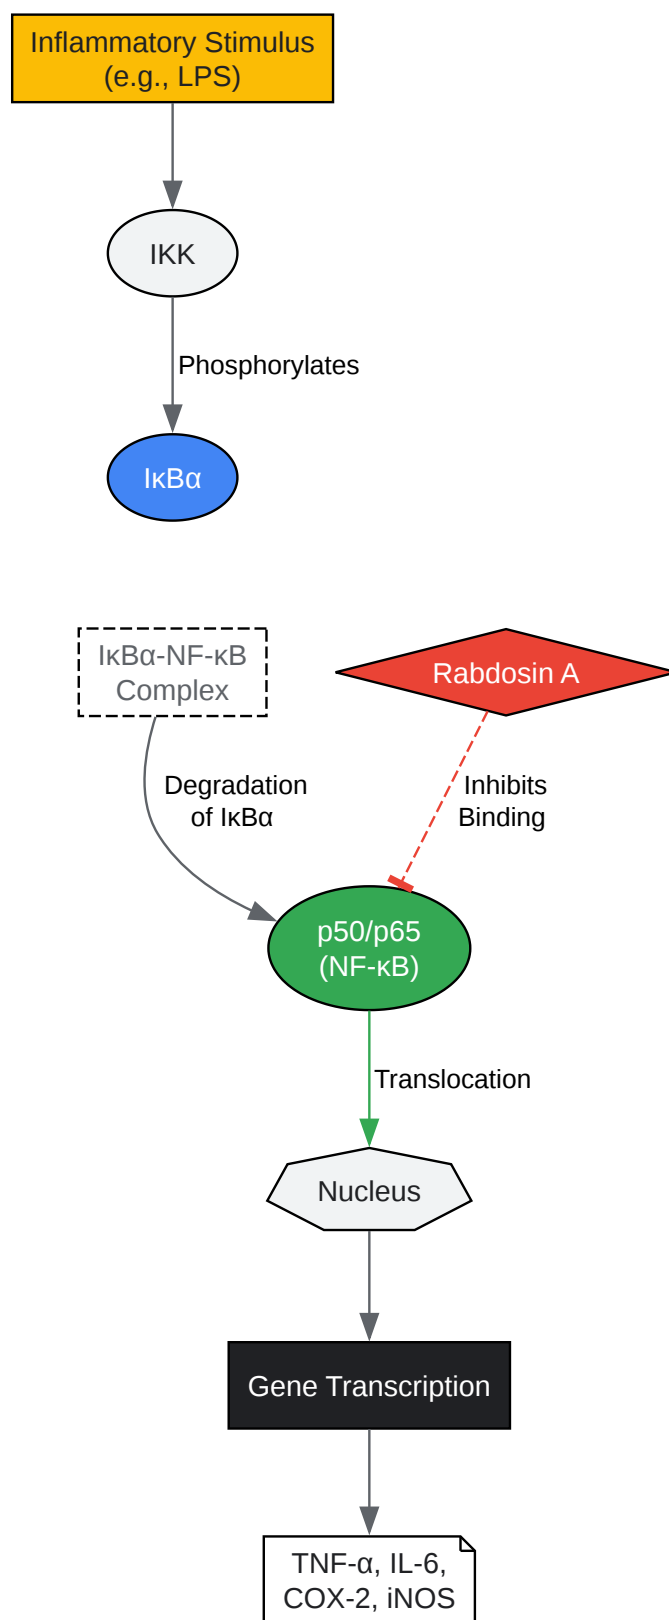 Inflammatory Stimulus
(e.g., LPS)
IKK
Phosphorylates
IκBα
IκBα-NF-κB
Complex
Rabdosin A
Degradation
of IκBα
Inhibits
Binding
p50/p65
(NF-κB)
Translocation
Nucleus
Gene Transcription
TNF-α, IL-6,
COX-2, iNOS